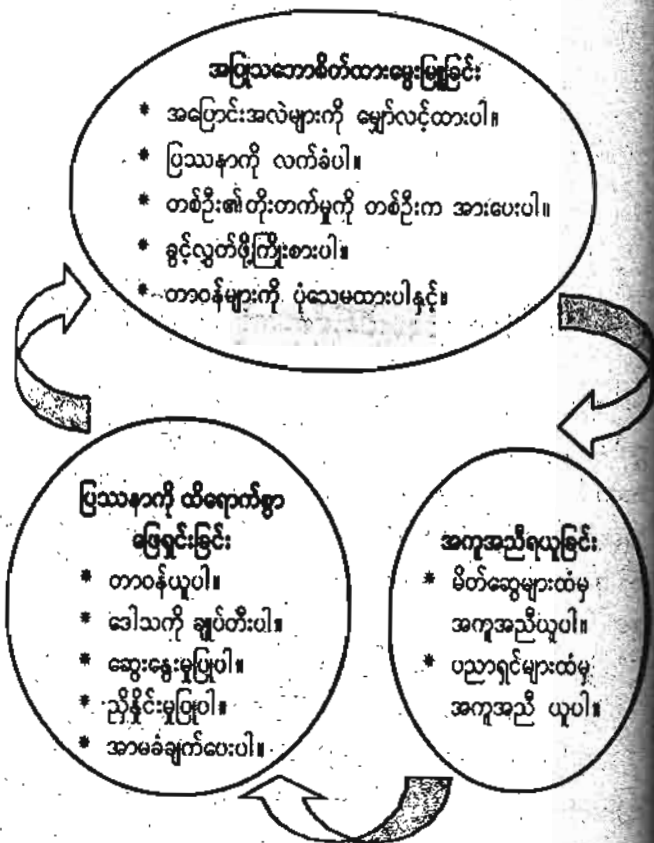 အပြုသဘောစိတ်ထားမွေးမြူခြင်း
* အပြောင်းအလဲများကို မျှော်လင့်ထားပါ။
* ပြဿနာကို လက်ခံပါ။
* တစ်ဦး၏တိုးတက်မှုကို တစ်ဦးက အားပေးပါ။
* ခွင့်လွှတ်ဖို့ကြိုးစားပါ။
* တာဝန်များကို ပုံသေမထားပါနှင့်။
ပြဿနာကို ထိရောက်စွာ
ဖြေရှင်းခြင်း
* တာဝန်ယူပါ။
* ဒေါသကို ချုပ်တီးပါ။
* ဆွေးနွေးမှုပြုပါ။
* ညှိနှိုင်းမှုပြုပါ။
* အာမခံချက်ပေးပါ။
အကူအညီရယူခြင်း
* မိတ်ဆွေများထံမှ
အကူအညီယူပါ။
* ပညာရှင်များထံမှ
အကူအညီ ယူပါ။